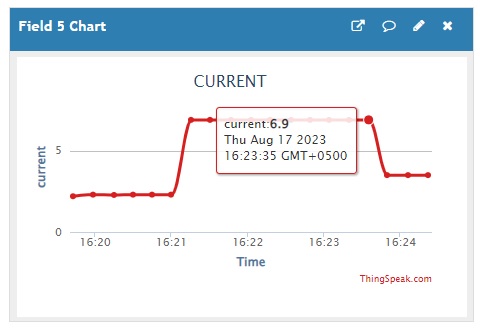 Field 5 Chart
CURRENT
current:6.9
Thu Aug 17 2023
16:23:35 GMT+0500
current
5
0
16:20 16:21 16:22 16:23 16:24
Time
ThingSpeak.com